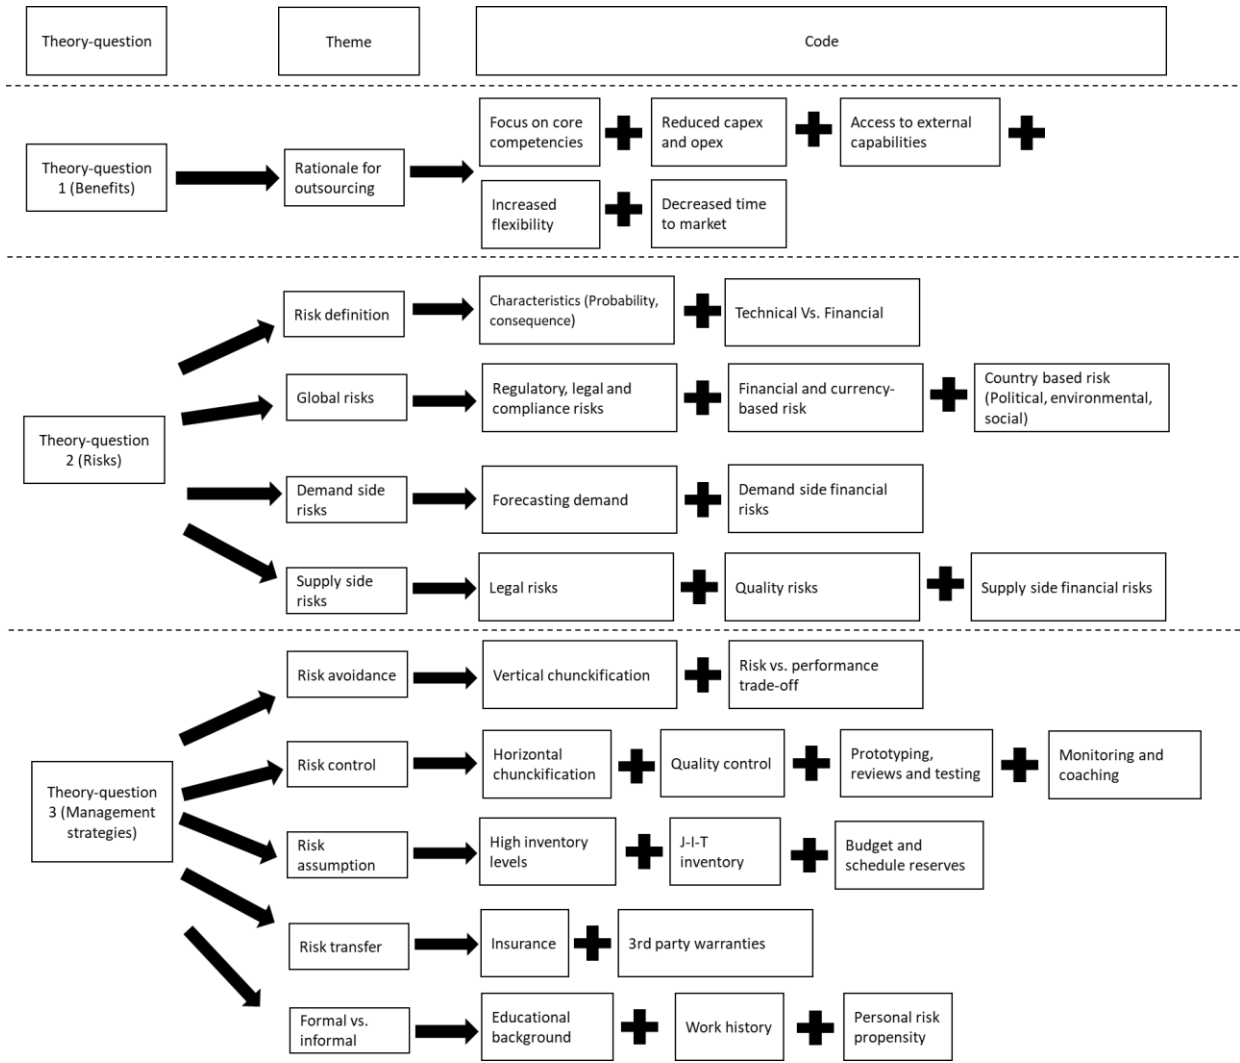 Theory-question
Theme
Code
Theory-question
1 (Benefits)
Rationale for
outsourcing
Focus on core
competencies
Reduced capex
and opex
Access to external
capabilities
Increased
flexibility
Decreased time
to market
Theory-question
2 (Risks)
Risk definition
Characteristics (Probability,
consequence)
Technical Vs. Financial
Global risks
Regulatory, legal and
compliance risks
Financial and currency-
based risk
Country based risk
(Political, environmental,
social)
Demand side
risks
Forecasting demand
Demand side financial
risks
Supply side
risks
Legal risks
Quality risks
Supply side financial risks
Theory-question
3 (Management
strategies)
Risk avoidance
Vertical chunckification
Risk vs. performance
trade-off
Risk control
Horizontal
chunckification
Quality control
Prototyping,
reviews and testing
Monitoring and
coaching
Risk
assumption
High inventory
levels
J-I-T
inventory
Budget and
schedule reserves
Risk transfer
Insurance
3rd party warranties
Formal vs.
informal
Educational
background
Work history
Personal risk
propensity